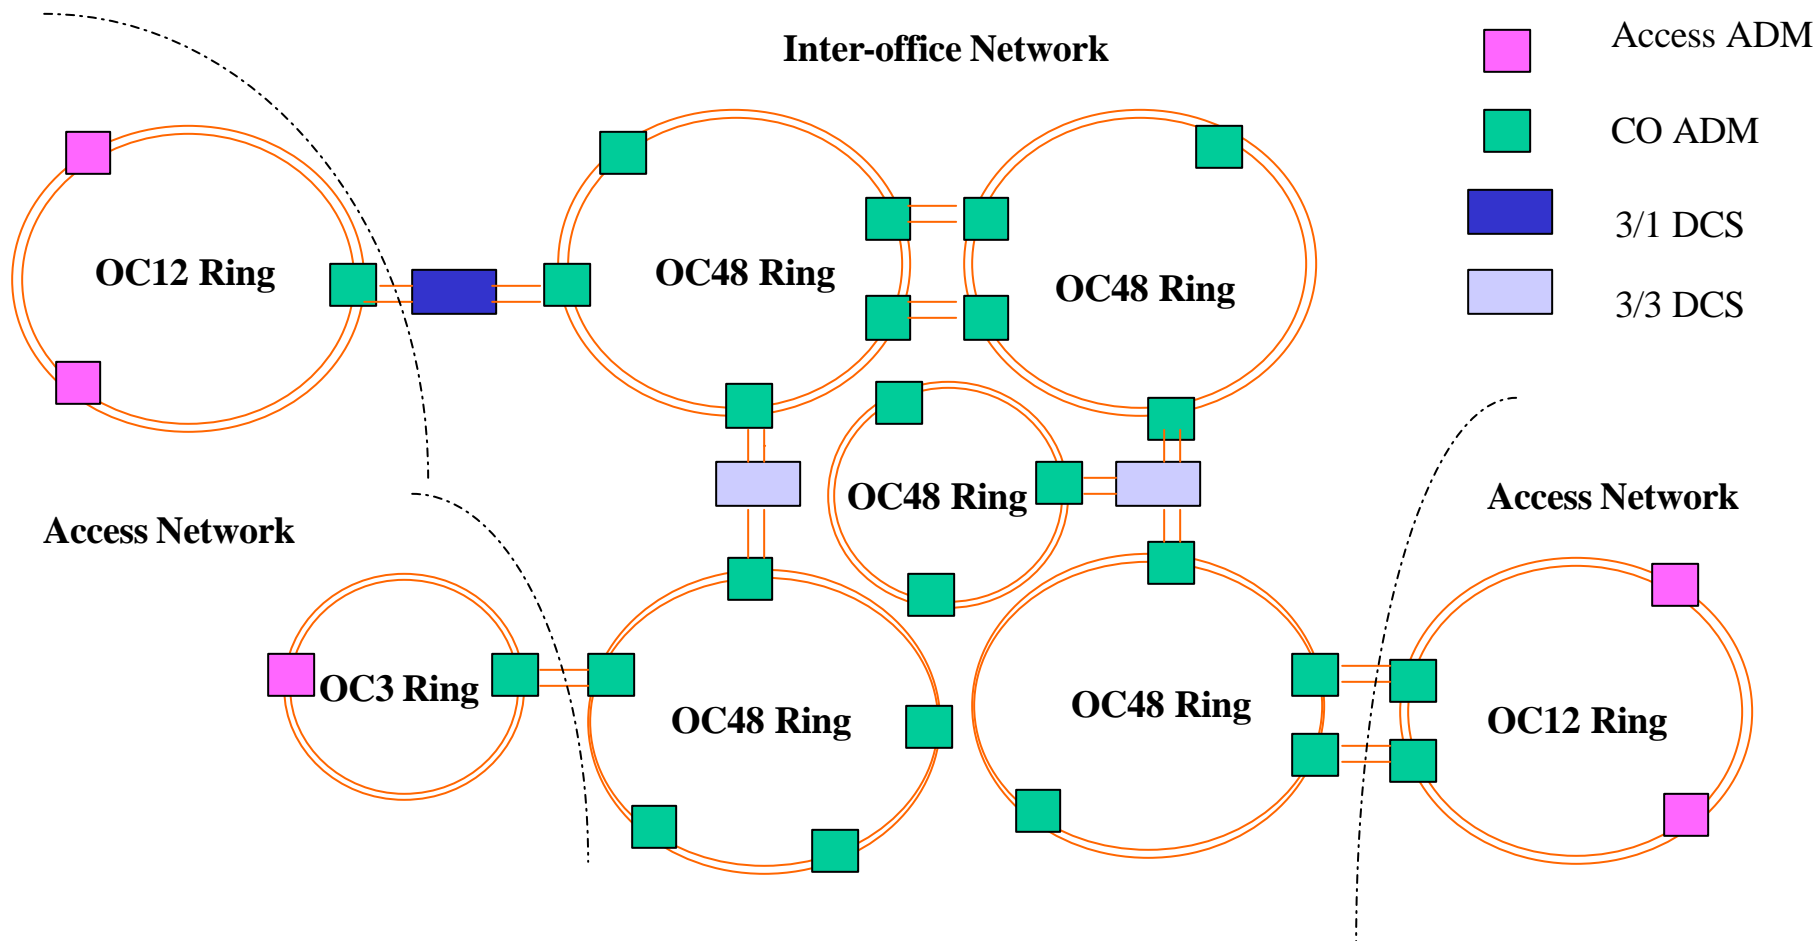 Inter-office Network
Access ADM
CO ADM
3/1 DCS
3/3 DCS
OC12 Ring
OC48 Ring
OC48 Ring
OC48 Ring
Access Network
Access Network
OC3 Ring
OC48 Ring
OC48 Ring
OC12 Ring